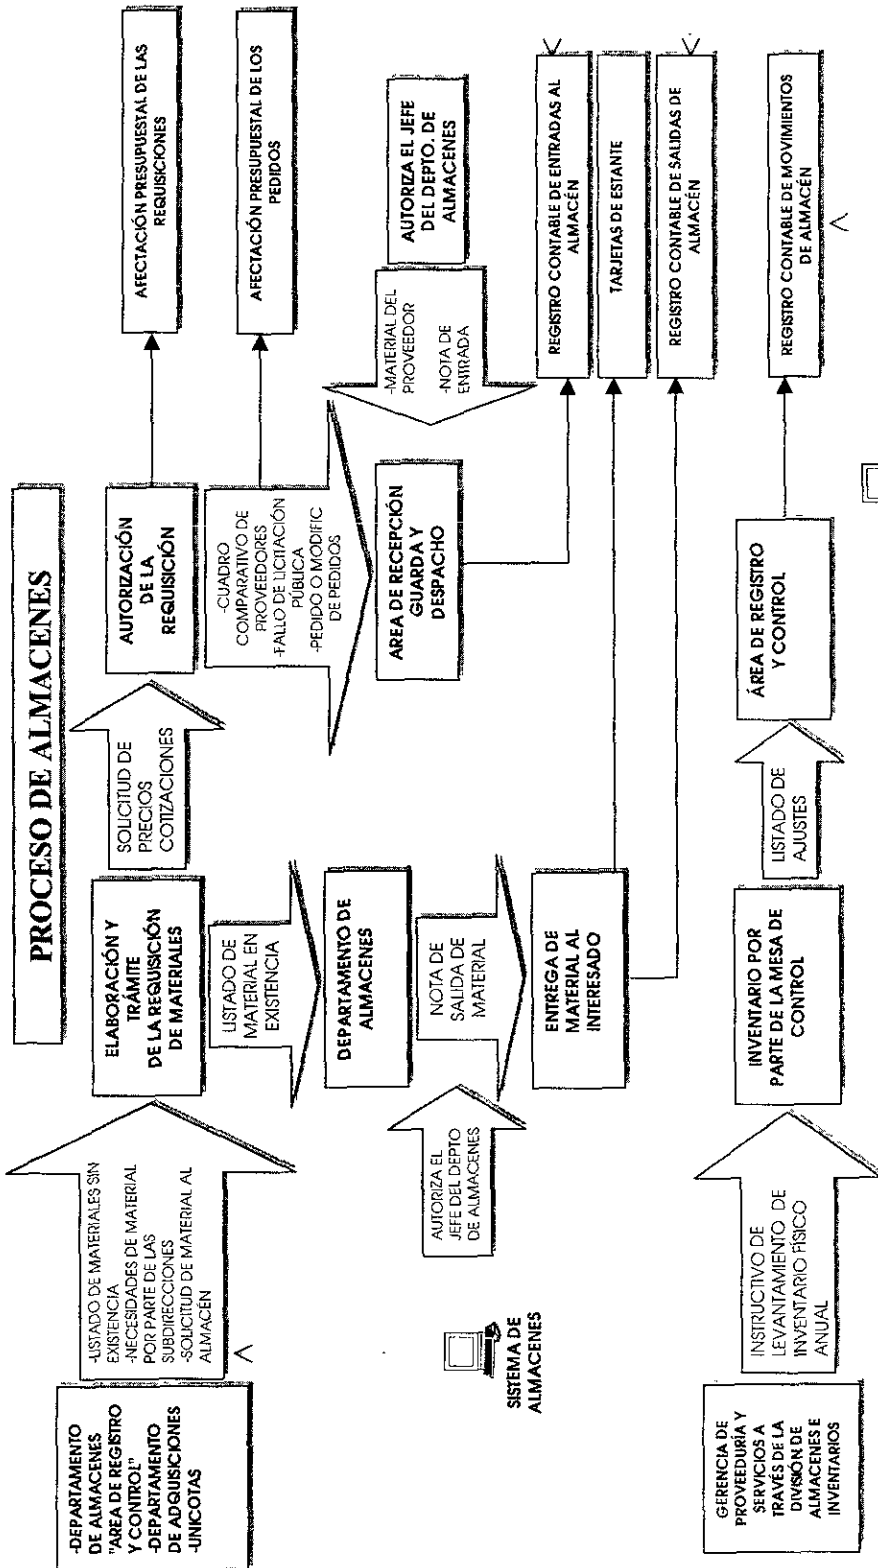 PROCESO DE ALMACENES
-DEPARTAMENTO
DE ALMACENES
"AREA DE REGISTRO
Y CONTROL"
-DEPARTAMENTO
DE ADQUISICIONES
-UNICOTAS
-LISTADO DE MATERIALES SIN
EXISTENCIA
-NECESIDADES DE MATERIAL
POR PARTE DE LAS
SUBDIRECCIONES
-SOLICITUD DE MATERIAL AL
ALMACÉN
ELABORACIÓN Y
TRÁMITE
DE LA REQUISICIÓN
DE MATERIALES
SOLICITUD DE
PRECIOS
COTIZACIONES
AUTORIZACIÓN
DE LA
REQUISICIÓN
AFECTACIÓN PRESUPUESTAL DE LAS
REQUISICIONES
LISTADO DE
MATERIAL EN
EXISTENCIA
-CUADRO
COMPARATIVO DE
PROVEEDORES
-FALLO DE LICITACIÓN
PÚBLICA
-PEDIDO O MODIFIC
DE PEDIDOS
AFECTACIÓN PRESUPUESTAL DE LOS
PEDIDOS
DEPARTAMENTO DE
ALMACENES
AREA DE RECEPCIÓN
GUARDA Y
DESPACHO
-MATERIAL DEL
PROVEEDOR
-NOTA DE
ENTRADA
AUTORIZA EL JEFE
DEL DEPTO. DE
ALMACENES
AUTORIZA EL
JEFE DEL DEPTO
DE ALMACENES
NOTA DE
SALIDA DE
MATERIAL
SISTEMA DE
ALMACENES
ENTREGA DE
MATERIAL AL
INTERESADO
REGISTRO CONTABLE DE ENTRADAS AL
ALMACÉN
TARJETAS DE ESTANTE
REGISTRO CONTABLE DE SALIDAS DE
ALMACÉN
GERENCIA DE
PROVEEDURÍA Y
SERVICIOS A
TRAVÉS DE LA
DIVISIÓN DE
ALMACENES E
INVENTARIOS
INSTRUCTIVO DE
LEVANTAMIENTO DE
INVENTARIO FÍSICO
ANUAL
INVENTARIO POR
PARTE DE LA MESA DE
CONTROL
LISTADO DE
AJUSTES
ÁREA DE REGISTRO
Y CONTROL
REGISTRO CONTABLE DE MOVIMIENTOS
DE ALMACÉN